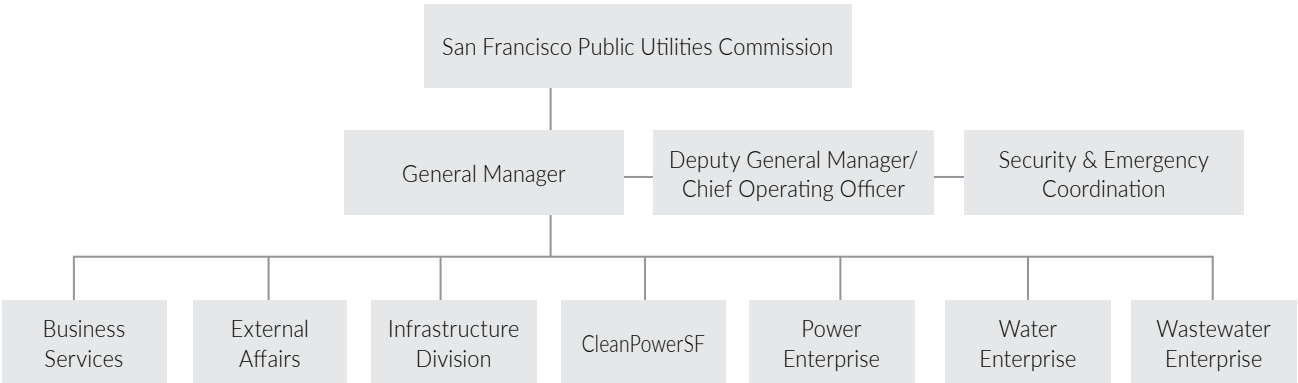 San Francisco Public Utilities Commission
General Manager
Deputy General Manager/
Chief Operating Officer
Security & Emergency
Coordination
Business
Services
External
Affairs
Infrastructure
Division
CleanPowerSF
Power
Enterprise
Water
Enterprise
Wastewater
Enterprise